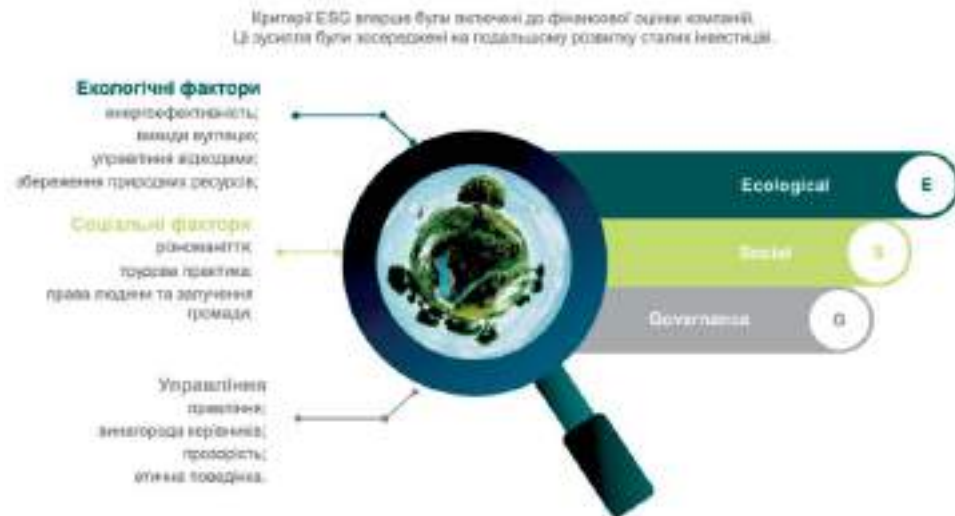 Критерії ESG вперше були включені до фінансової оцінки компаній.
Ці зусилля були зосереджені на подальшому розвитку сталих інвестицій.
Екологічні фактори
енергоефективність;
викиди вуглецю;
управління відходами;
збереження природних ресурсів;
Соціальні фактори
різноманіття;
трудова практика;
права людини та залучення
громади;
Управління
правління;
винагорода керівників;
прозорість;
етична поведінка.
Ecological
E
Social
S
Governance
G